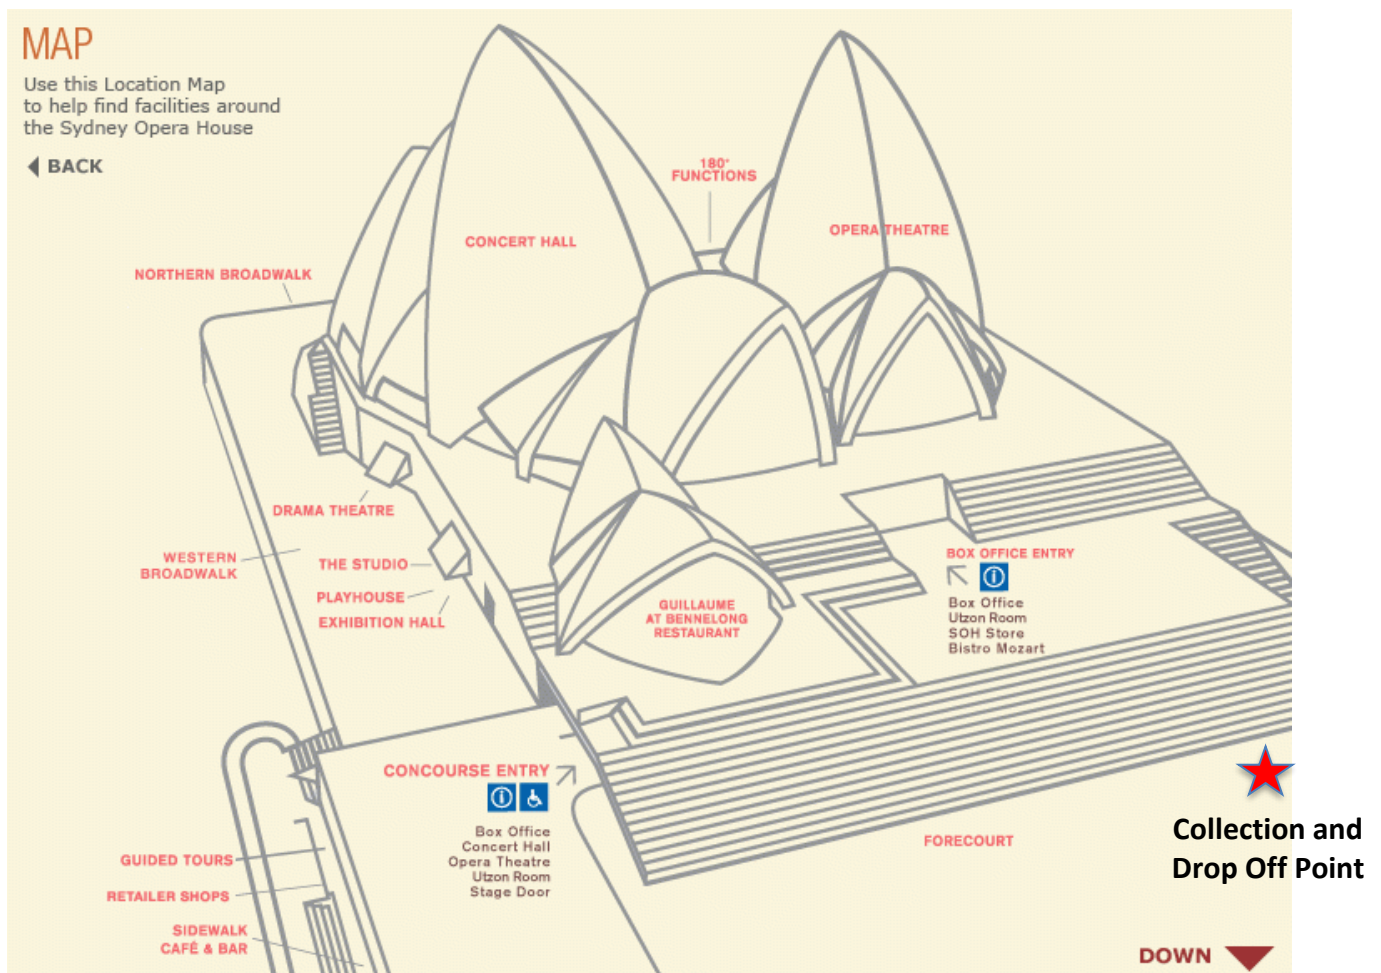 MAP
Use this Location Map
to help find facilities around
the Sydney Opera House
BACK
180°
FUNCTIONS
CONCERT HALL
OPERA THEATRE
NORTHERN BROADWALK
DRAMA THEATRE
WESTERN
BROADWALK
THE STUDIO
PLAYHOUSE
EXHIBITION HALL
GUILLAUME
AT BENNELONG
RESTAURANT
BOX OFFICE ENTRY
i
Box Office
Utzon Room
SOH Store
Bistro Mozart
CONCOURSE ENTRY
i
Box Office
Concert Hall
Opera Theatre
Utzon Room
Stage Door
FORECOURT
Collection and
Drop Off Point
GUIDED TOURS
RETAILER SHOPS
SIDEWALK
CAFÉ & BAR
DOWN